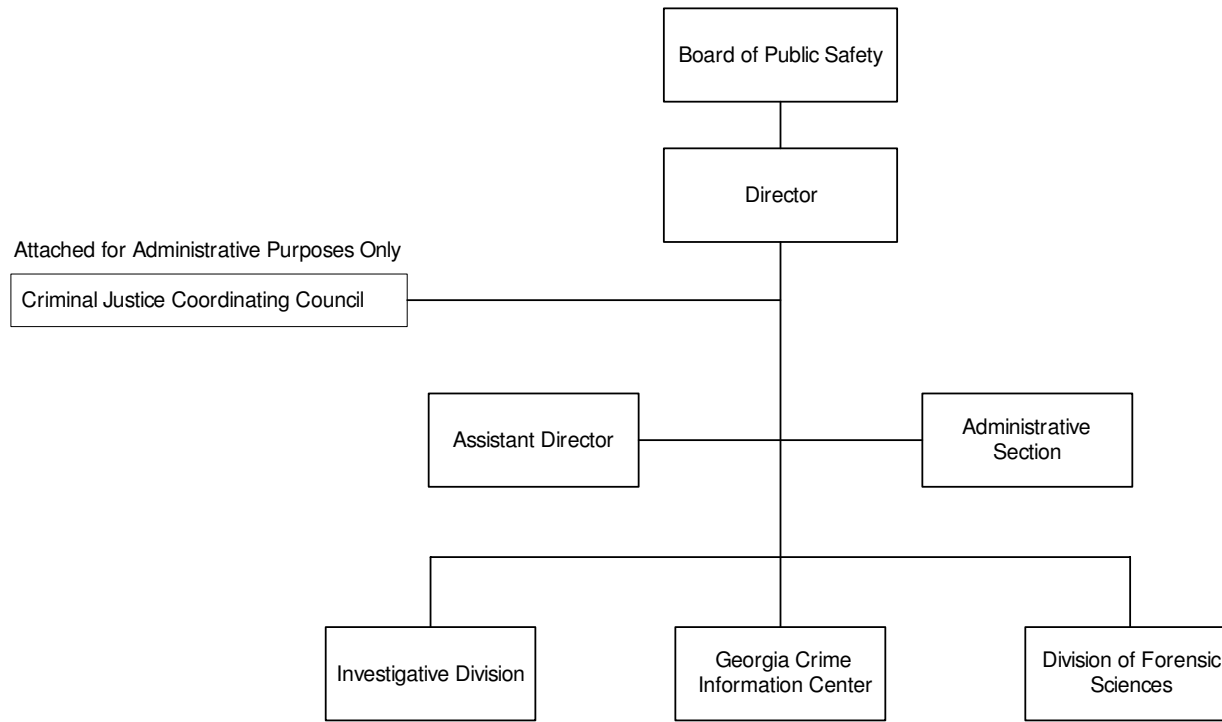 Board of Public Safety
Director
Attached for Administrative Purposes Only
Criminal Justice Coordinating Council
Assistant Director
Administrative
Section
Investigative Division
Georgia Crime
Information Center
Division of Forensic
Sciences